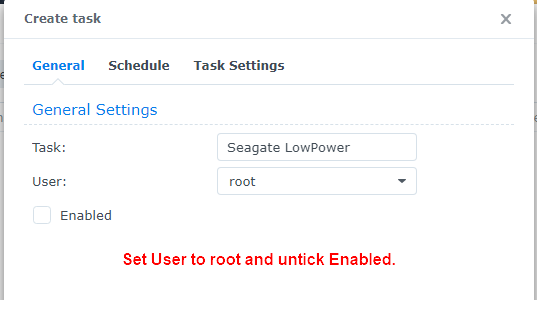 Create task
General Schedule Task Settings
General Settings
Task: Seagate LowPower
User: root
Enabled
Set User to root and untick Enabled.